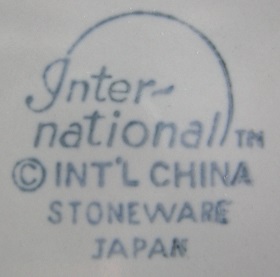 Inter-
national TM
© INT'L CHINA
STONEWARE
JAPAN